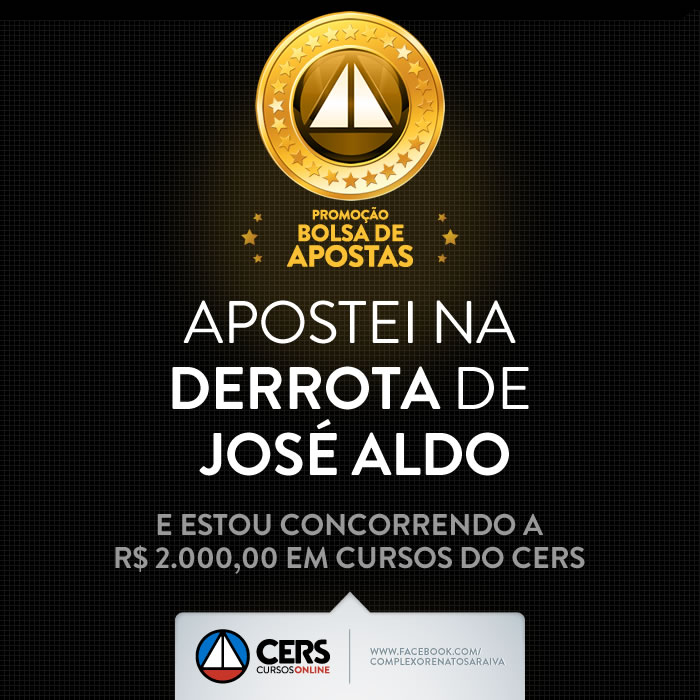 PROMOÇÃO
BOLSA DE
APOSTAS
APOSTEI NA
DERROTA DE
JOSÉ ALDO
E ESTOU CONCORRENDO A
R$ 2.000,00 EM CURSOS DO CERS
CERS
CURSOSONLINE
WWW.FACEBOOK.COM/
COMPLEXORENATOSARAIVA